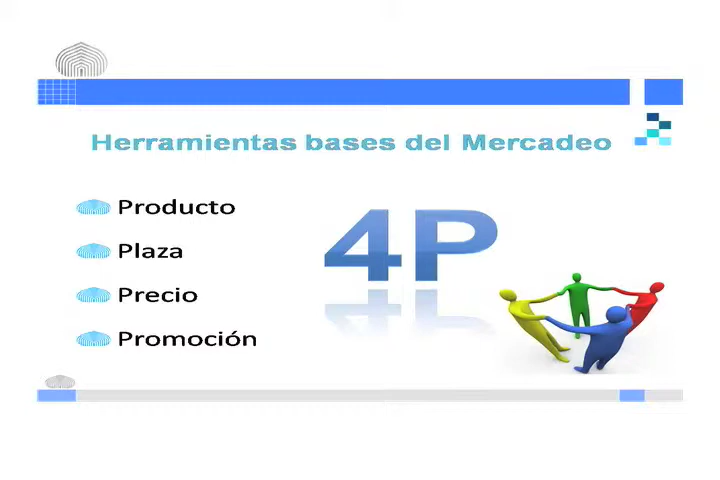 Herramientas bases del Mercadeo
Producto
Plaza
Precio
Promoción
4P